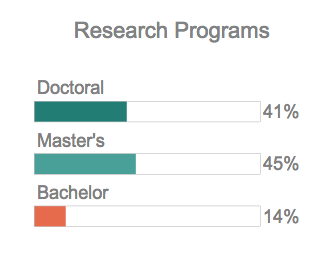 Research Programs
Doctoral
41%
Master's
45%
Bachelor
14%